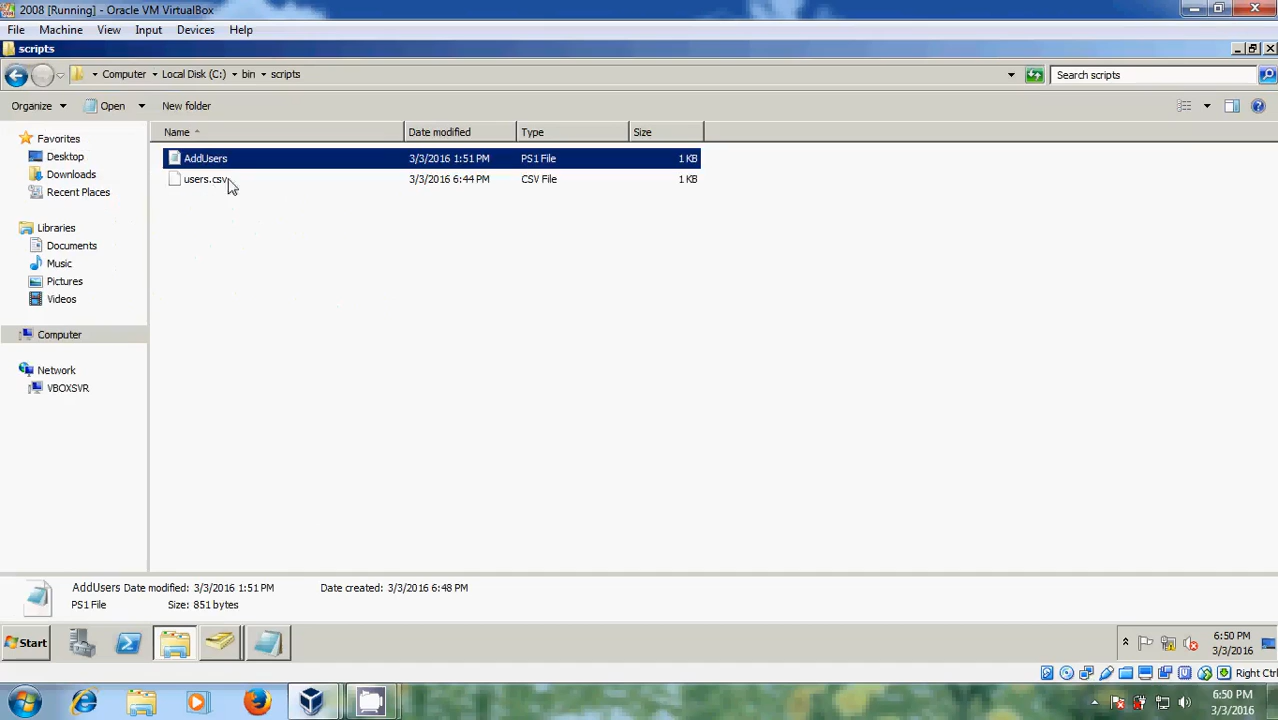 2008 [Running] - Oracle VM VirtualBox
File Machine View Input Devices Help
scripts
Computer Local Disk (C:) bin scripts
Search scripts
Organize Open New folder
Name Date modified Type Size
AddUsers 3/3/2016 1:51 PM PS1 File 1 KB
users.csv 3/3/2016 6:44 PM CSV File 1 KB
Favorites
Desktop
Downloads
Recent Places
Libraries
Documents
Music
Pictures
Videos
Computer
Network
VBOXSVR
AddUsers Date modified: 3/3/2016 1:51 PM Date created: 3/3/2016 6:48 PM
PS1 File Size: 851 bytes
Start
6:50 PM
3/3/2016
Right Ctrl
6:50 PM
3/3/2016